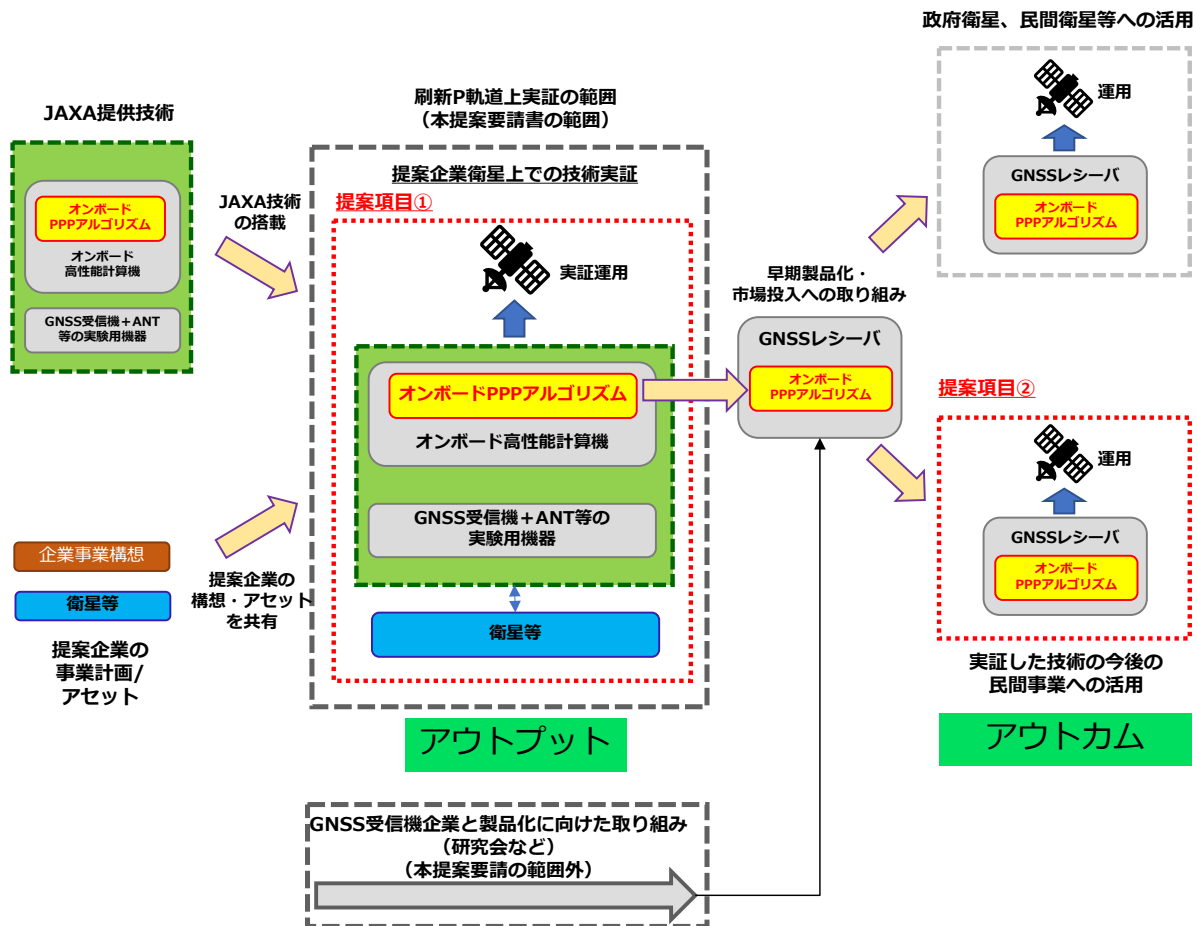 JAXA提供技術
オンボード
PPPアルゴリズム
オンボード
高性能計算機
GNSS受信機+ANT
等の実験用機器
企業事業構想
衛星等
提案企業の
事業計画/
アセット
JAXA技術
の搭載
提案企業の
構想・アセット
を共有
刷新P軌道上実証の範囲
（本提案要請書の範囲）
提案企業衛星上での技術実証
提案項目①
実証運用
オンボードPPPアルゴリズム
オンボード高性能計算機
GNSS受信機+ANT等の
実験用機器
衛星等
アウトプット
GNSS受信機企業と製品化に向けた取り組み
（研究会など）
（本提案要請の範囲外）
早期製品化・
市場投入への取り組み
GNSSレシーバ
オンボード
PPPアルゴリズム
政府衛星、民間衛星等への活用
運用
GNSSレシーバ
オンボード
PPPアルゴリズム
提案項目②
運用
GNSSレシーバ
オンボード
PPPアルゴリズム
実証した技術の今後の
民間事業への活用
アウトカム